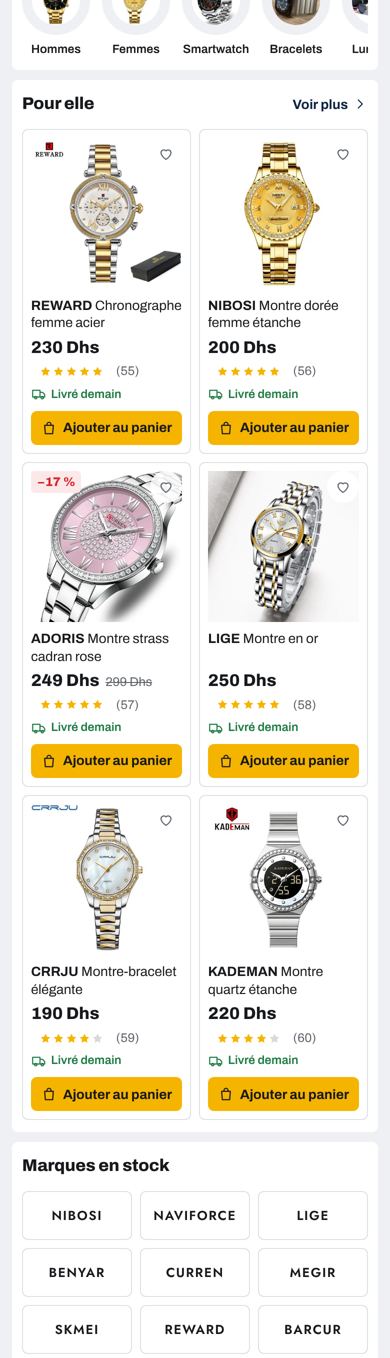 Hommes
Femmes
Smartwatch
Bracelets
Pour elle
Voir plus
REWARD
REWARD Chronographe
femme acier
230 Dhs
(55)
Livré demain
Ajouter au panier
NIBOSI Montre dorée
femme étanche
200 Dhs
(56)
Livré demain
Ajouter au panier
−17 %
ADORIS Montre strass
cadran rose
249 Dhs 299 Dhs
(57)
Livré demain
Ajouter au panier
LIGE Montre en or
250 Dhs
(58)
Livré demain
Ajouter au panier
CRRJU
CRRJU Montre-bracelet
élégante
190 Dhs
(59)
Livré demain
Ajouter au panier
KADEMAN
KADEMAN
36
55
KADEMAN Montre
quartz étanche
220 Dhs
(60)
Livré demain
Ajouter au panier
Marques en stock
NIBOSI
NAVIFORCE
LIGE
BENYAR
CURREN
MEGIR
SKMEI
REWARD
BARCUR